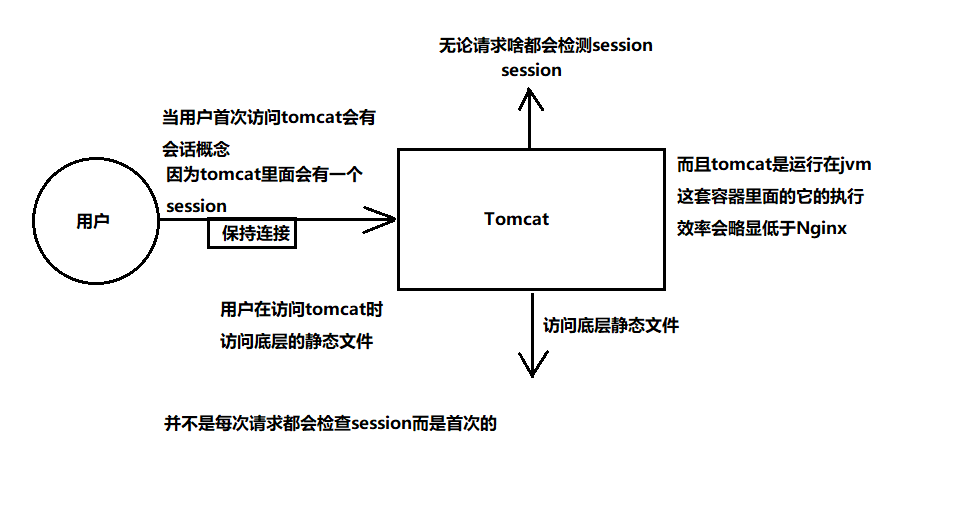 无论请求啥都会检测session
session
当用户首次访问tomcat会有
会话概念
因为tomcat里面会有一个
session
用户
保持连接
Tomcat
而且tomcat是运行在jvm
这套容器里面的它的执行
效率会略显低于Nginx
用户在访问tomcat时
访问底层的静态文件
访问底层静态文件
并不是每次请求都会检查session而是首次的